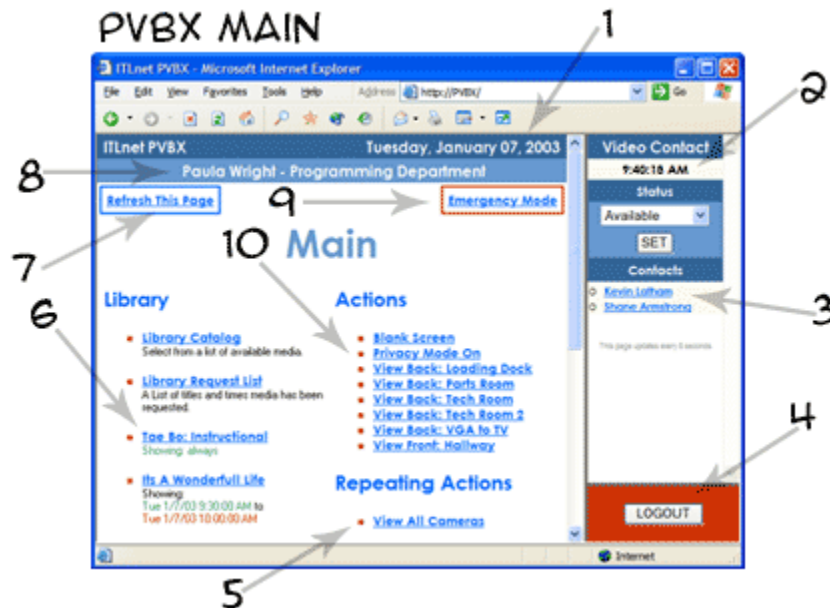 PVBX MAIN
1
ITLnet PVBX - Microsoft Internet Explorer
File Edit View Favorites Tools Help Address http://PVBX/ Go
2
ITLnet PVBX Tuesday, January 07, 2003 Video Contact
9:40:18 AM
8
Paula Wright - Programming Department
Status
Refresh This Page
9
Emergency Mode
Available
SET
7
10
Main
Contacts
6
Library
Actions
Kevin Latham
Shane Armstrong
3
This page updates every 6 seconds.
Library Catalog
Select from a list of available media.
Library Request List
A List of titles and times media has been
requested.
Tae Bo: Instructional
Showing: always
Its A Wonderfull Life
Showing:
Tue 1/7/03 9:30:00 AM to
Tue 1/7/03 10:00:00 AM
Blank Screen
Privacy Mode On
View Back: Loading Dock
View Back: Parts Room
View Back: Tech Room
View Back: Tech Room 2
View Back: VGA to TV
View Front: Hallway
Repeating Actions
View All Cameras
4
LOGOUT
5
Internet